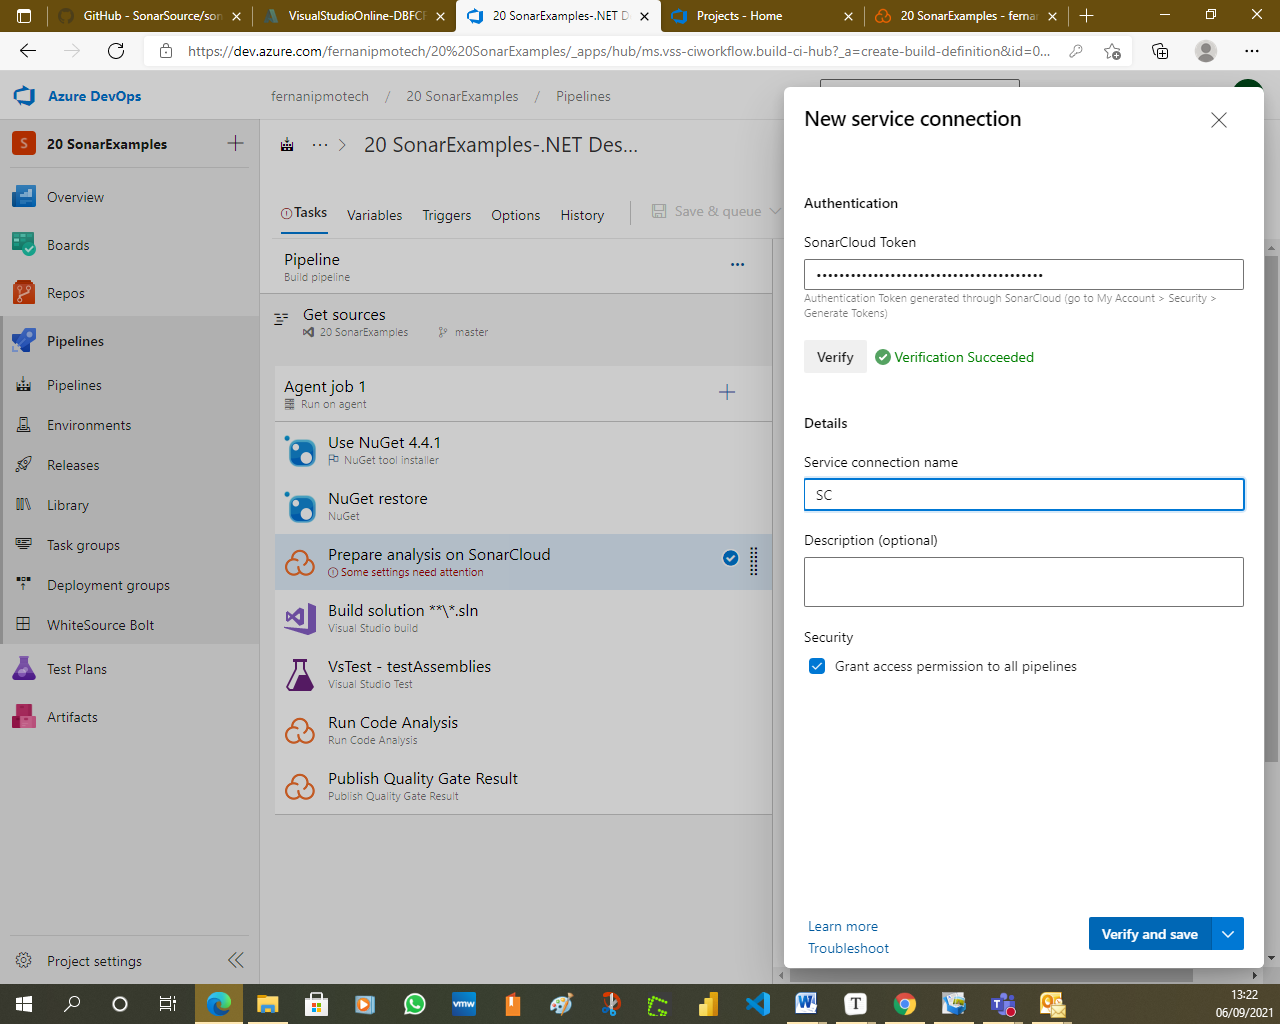 GitHub - SonarSource/son
VisualStudioOnline-DBFCF
20 SonarExamples-.NET D
Projects - Home
20 SonarExamples - fernan
https://dev.azure.com/fernanipmotech/20%20SonarExamples/_apps/hub/ms.vss-ciworkflow.build-ci-hub?_a=create-build-definition&id=0...
Azure DevOps
fernanipmotech / 20 SonarExamples / Pipelines
S 20 SonarExamples
20 SonarExamples-.NET Des...
Overview
Boards
Repos
Pipelines
Pipelines
Environments
Releases
Library
Task groups
Deployment groups
WhiteSource Bolt
Test Plans
Artifacts
Project settings
Tasks Variables Triggers Options History Save & queue
Pipeline
Build pipeline
Get sources
20 SonarExamples master
Agent job 1
Run on agent
Use NuGet 4.4.1
NuGet tool installer
NuGet restore
NuGet
Prepare analysis on SonarCloud
Some settings need attention
Build solution **\*.sln
Visual Studio build
VsTest - testAssemblies
Visual Studio Test
Run Code Analysis
Run Code Analysis
Publish Quality Gate Result
Publish Quality Gate Result
New service connection
Authentication
SonarCloud Token
Authentication Token generated through SonarCloud (go to My Account > Security >
Generate Tokens)
Verify Verification Succeeded
Details
Service connection name
SC
Description (optional)
Security
Grant access permission to all pipelines
Learn more
Troubleshoot
Verify and save
vmw
T
13:22
06/09/2021